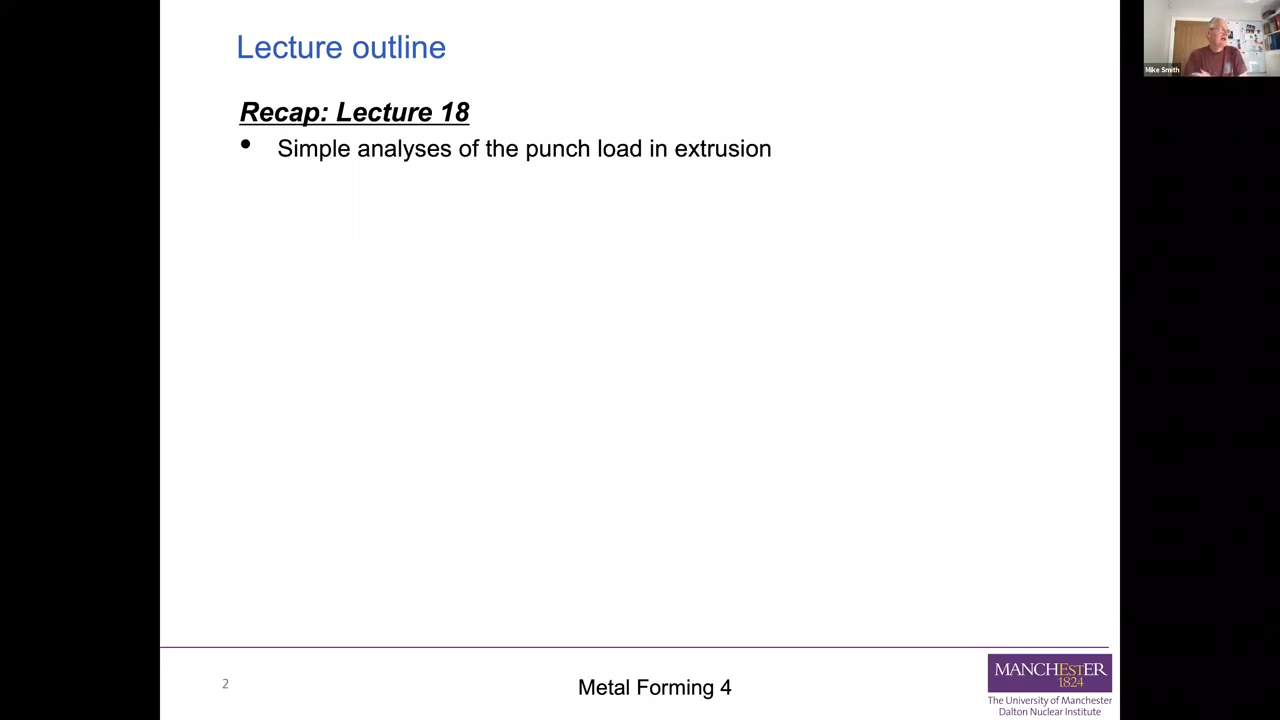 Lecture outline
Mike Smith
Recap: Lecture 18
• Simple analyses of the punch load in extrusion
2
Metal Forming 4
MANCHESTER
1824
The University of Manchester
Dalton Nuclear Institute